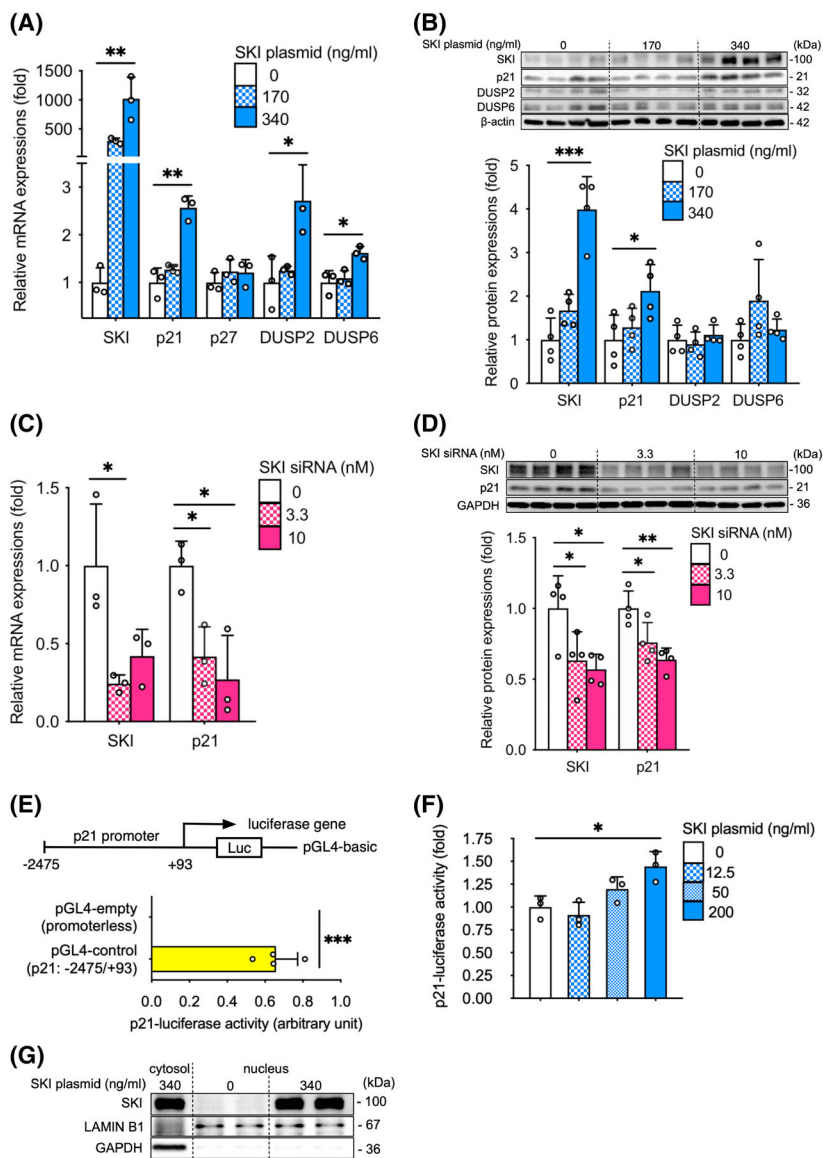 (A)
SKI plasmid (ng/ml)
0
170
340
Relative mRNA expressions (fold)
1500
1000
500
3
2
1
**
**
*
*
SKI p21 p27 DUSP2 DUSP6
(B)
SKI plasmid (ng/ml) 0 170 340 (kDa)
SKI -100
p21 - 21
DUSP2 - 32
DUSP6 - 42
β-actin - 42
SKI plasmid (ng/ml)
0
170
340
Relative protein expressions (fold)
5
4
3
2
1
0
***
*
SKI p21 DUSP2 DUSP6
(C)
SKI siRNA (nM)
0
3.3
10
Relative mRNA expressions (fold)
1.5
1.0
0.5
0.0
*
*
*
SKI p21
(D)
SKI siRNA (nM) 0 3.3 10 (kDa)
SKI -100
p21 - 21
GAPDH - 36
SKI siRNA (nM)
0
3.3
10
Relative protein expressions (fold)
1.5
1.0
0.5
0.0
*
*
**
*
SKI p21
(E)
p21 promoter luciferase gene
Luc pGL4-basic
-2475 +93
pGL4-empty
(promoterless)
pGL4-control
(p21: -2475/+93)
***
0.0 0.2 0.4 0.6 0.8 1.0
p21-luciferase activity (arbitrary unit)
(F)
SKI plasmid (ng/ml)
0
12.5
50
200
p21-luciferase activity (fold)
1.75
1.50
1.25
1.00
0.75
0.50
0.25
0.00
*
(G)
cytosol nucleus
SKI plasmid (ng/ml) 340 0 340 (kDa)
SKI - 100
LAMIN B1 - 67
GAPDH - 36